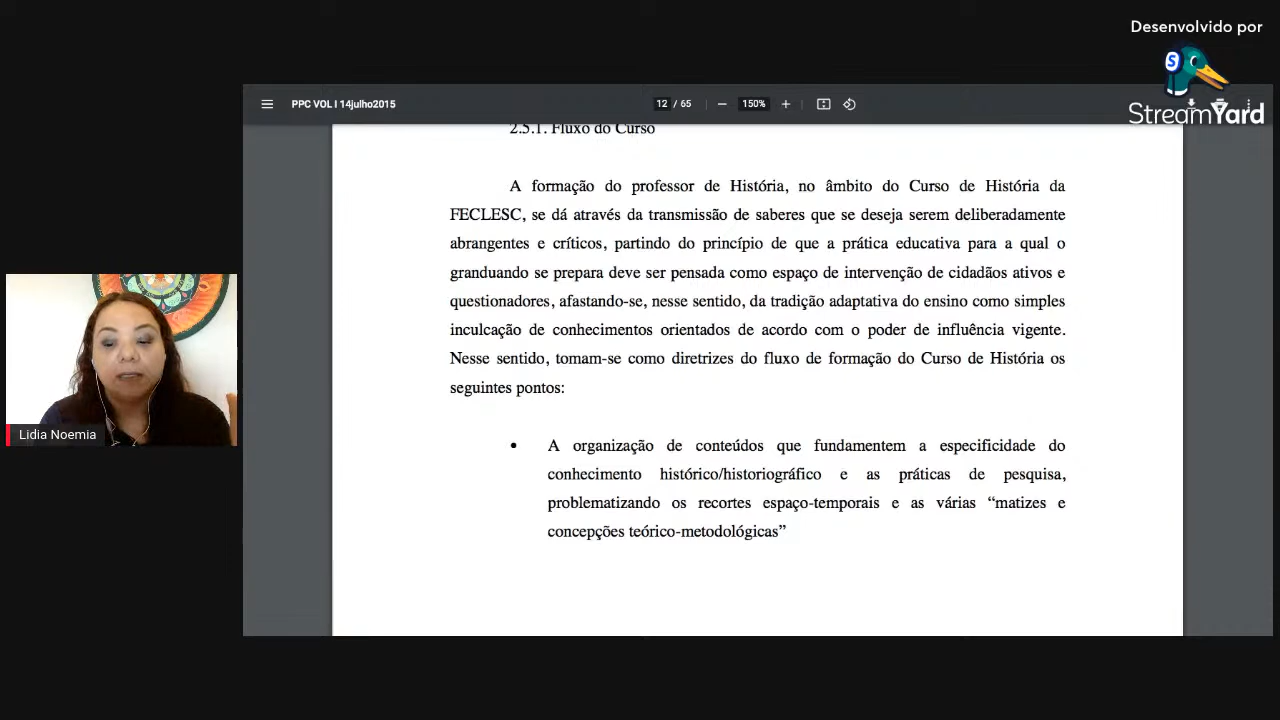 Desenvolvido por
StreamYard
PPC VOL I 14julho2015
12 / 65
150%
2.5.1. Fluxo do Curso
A formação do professor de História, no âmbito do Curso de História da
FECLESC, se dá através da transmissão de saberes que se deseja serem deliberadamente
abrangentes e críticos, partindo do princípio de que a prática educativa para a qual o
granduando se prepara deve ser pensada como espaço de intervenção de cidadãos ativos e
questionadores, afastando-se, nesse sentido, da tradição adaptativa do ensino como simples
inculcação de conhecimentos orientados de acordo com o poder de influência vigente.
Nesse sentido, tomam-se como diretrizes do fluxo de formação do Curso de História os
seguintes pontos:
• A organização de conteúdos que fundamentem a especificidade do
conhecimento histórico/historiográfico e as práticas de pesquisa,
problematizando os recortes espaço-temporais e as várias “matizes e
concepções teórico-metodológicas”
Lidia Noemia